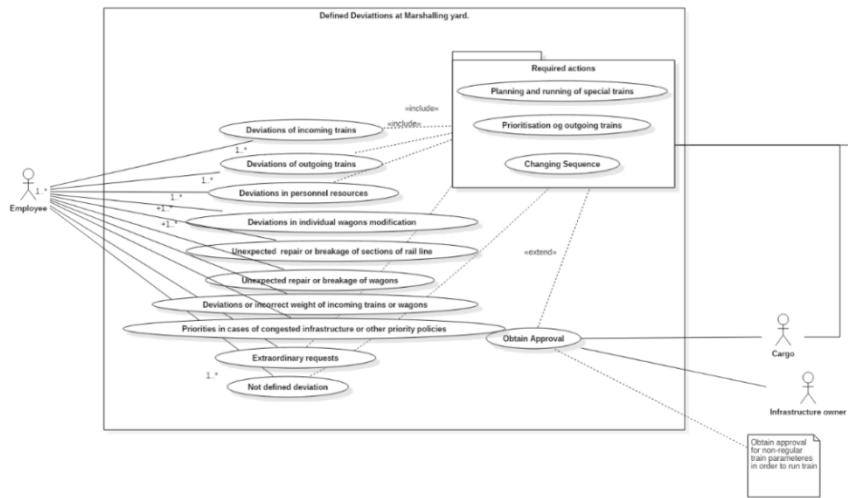 Defined Deviattions at Marshalling yard.
Required actions
Planning and running of special trains
«include»
«include»
Prioritisation og outgoing trains
Deviations of incoming trains
1..*
Deviations of outgoing trains
Changing Sequence
1..*
1..*
Deviations in personnel resources
1..*
Employee
+1..*
Deviations in individual wagons modification
+1..*
Unexpected repair or breakage of sections of rail line
«extend»
Unexpected repair or breakage of wagons
Deviations or incorrect weight of incoming trains or wagons
Priorities in cases of congested infrastructure or other priority policies
Obtain Approval
Cargo
Extraordinary requests
1..*
Not defined deviation
Infrastructure owner
Obtain approval
for non-regular
train parameteres
in order to run train